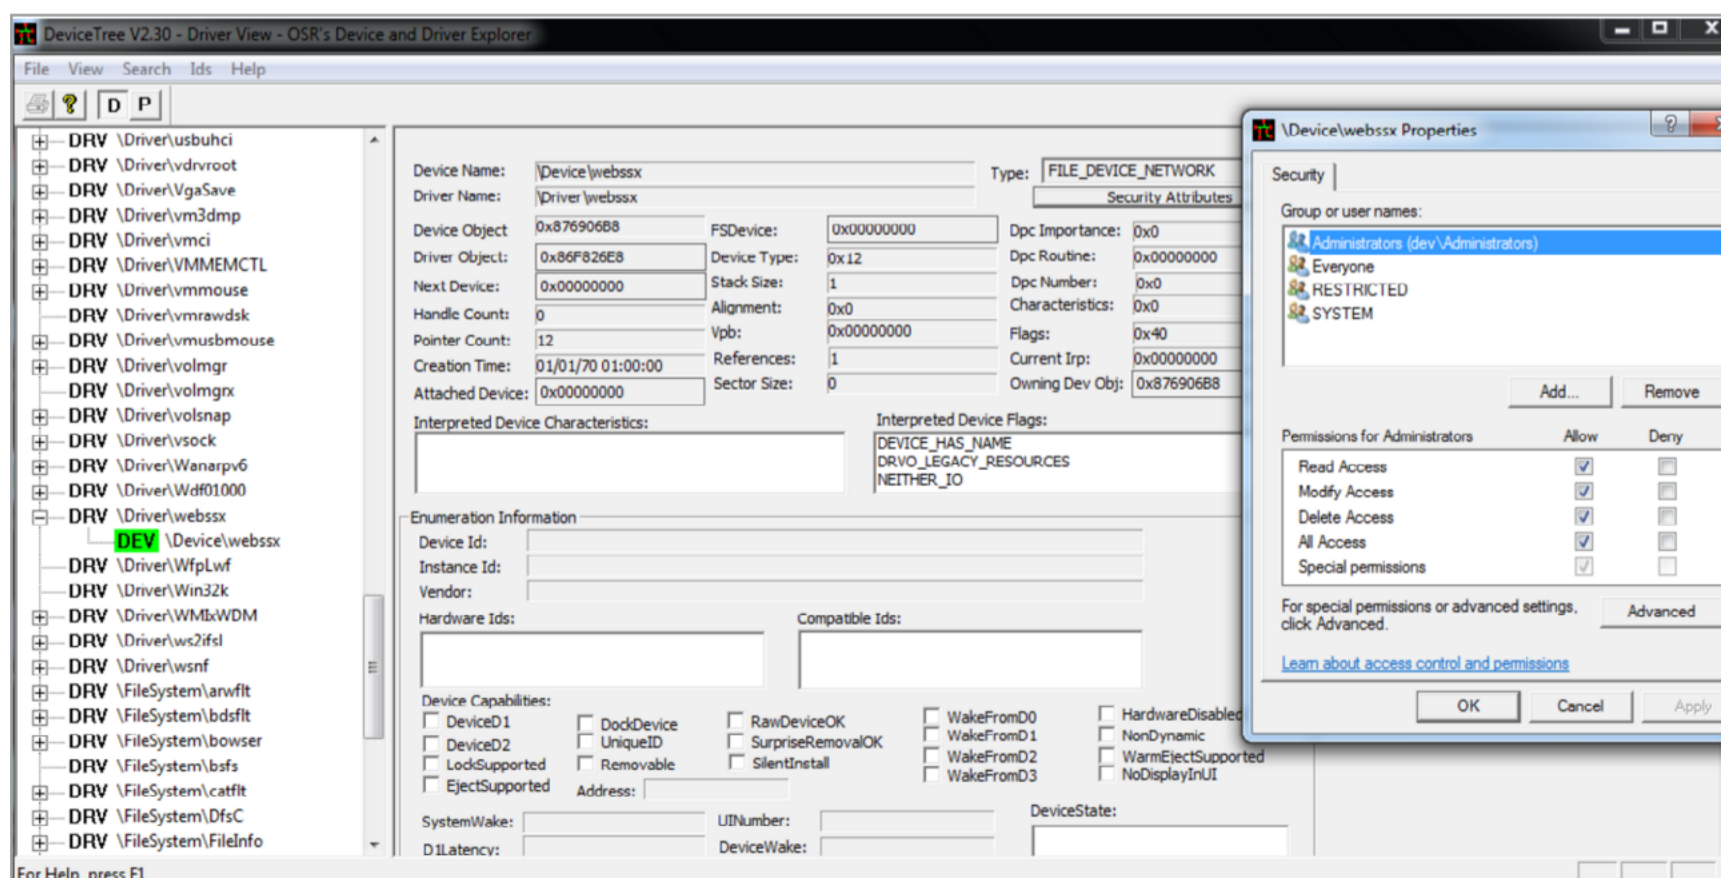 DeviceTree V2.30 - Driver View - OSR's Device and Driver Explorer
File View Search Ids Help
D P
DRV \Driver\usbuhci
DRV \Driver\vdrvroot
DRV \Driver\VgaSave
DRV \Driver\vm3dmp
DRV \Driver\vmci
DRV \Driver\VMMEMCTL
DRV \Driver\vmmouse
DRV \Driver\vmrawdsk
DRV \Driver\vmusbmouse
DRV \Driver\volmgr
DRV \Driver\volmgrx
DRV \Driver\volsnap
DRV \Driver\vsock
DRV \Driver\Wanarpv6
DRV \Driver\Wdf01000
DRV \Driver\webssx
DEV \Device\webssx
DRV \Driver\WfpLwf
DRV \Driver\Win32k
DRV \Driver\WMIxWDM
DRV \Driver\ws2ifsl
DRV \Driver\wsnf
DRV \FileSystem\arwflt
DRV \FileSystem\bdsflt
DRV \FileSystem\bowser
DRV \FileSystem\bsfs
DRV \FileSystem\catflt
DRV \FileSystem\DfsC
DRV \FileSystem\FileInfo
Device Name: \Device\webssx Type: FILE_DEVICE_NETWORK
Driver Name: \Driver\webssx Security Attributes
Device Object 0x876906B8 FSDevice: 0x00000000 Dpc Importance: 0x0
Driver Object: 0x86F826E8 Device Type: 0x12 Dpc Routine: 0x00000000
Next Device: 0x00000000 Stack Size: 1 Dpc Number: 0x0
Handle Count: 0 Alignment: 0x0 Characteristics: 0x0
Pointer Count: 12 Vpb: 0x00000000 Flags: 0x40
Creation Time: 01/01/70 01:00:00 References: 1 Current Irp: 0x00000000
Attached Device: 0x00000000 Sector Size: 0 Owning Dev Obj: 0x876906B8
Interpreted Device Characteristics: Interpreted Device Flags:
DEVICE_HAS_NAME
DRVO_LEGACY_RESOURCES
NEITHER_IO
Enumeration Information
Device Id:
Instance Id:
Vendor:
Hardware Ids: Compatible Ids:
Device Capabilities:
DeviceD1 DockDevice RawDeviceOK WakeFromD0 HardwareDisabled
DeviceD2 UniqueID SurpriseRemovalOK WakeFromD1 NonDynamic
LockSupported Removable SilentInstall WakeFromD2 WarmEjectSupported
EjectSupported Address: WakeFromD3 NoDisplayInUI
SystemWake: UINumber: DeviceState:
D1Latency: DeviceWake:
For Help, press F1
\Device\webssx Properties
Security
Group or user names:
Administrators (dev\Administrators)
Everyone
RESTRICTED
SYSTEM
Add... Remove
Permissions for Administrators Allow Deny
Read Access
Modify Access
Delete Access
All Access
Special permissions
For special permissions or advanced settings,
click Advanced.
Advanced
Learn about access control and permissions
OK Cancel Apply